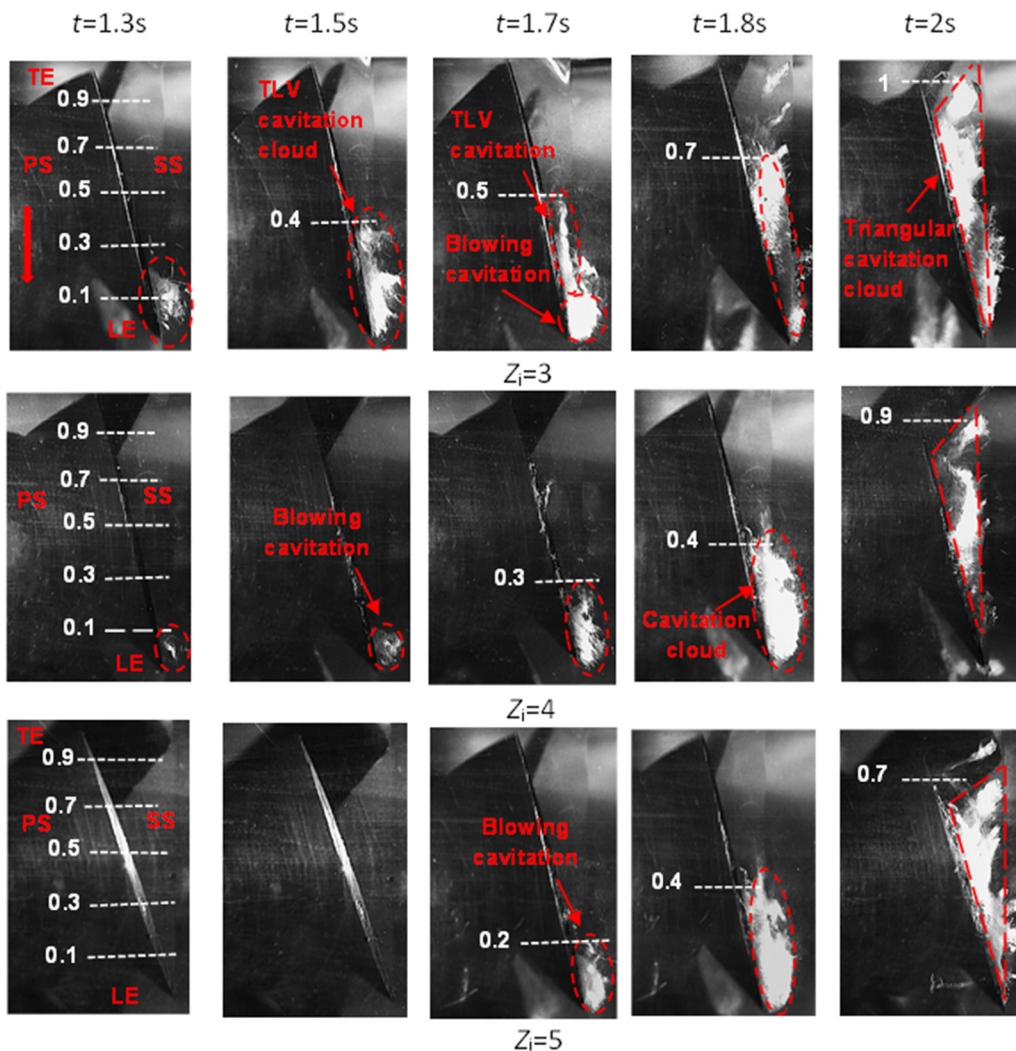 t=1.3s
t=1.5s
t=1.7s
t=1.8s
t=2s
TE
0.9
0.7
PS
SS
0.5
0.3
0.1
LE
TLV
cavitation
cloud
0.4
TLV
cavitation
0.5
Blowing
cavitation
0.7
1
Triangular
cavitation
cloud
Zi=3
0.9
0.7
PS
SS
0.5
0.3
0.1
LE
Blowing
cavitation
0.3
0.4
Cavitation
cloud
0.9
Zi=4
TE
0.9
0.7
PS
SS
0.5
0.3
0.1
LE
Blowing
cavitation
0.2
0.4
0.7
Zi=5